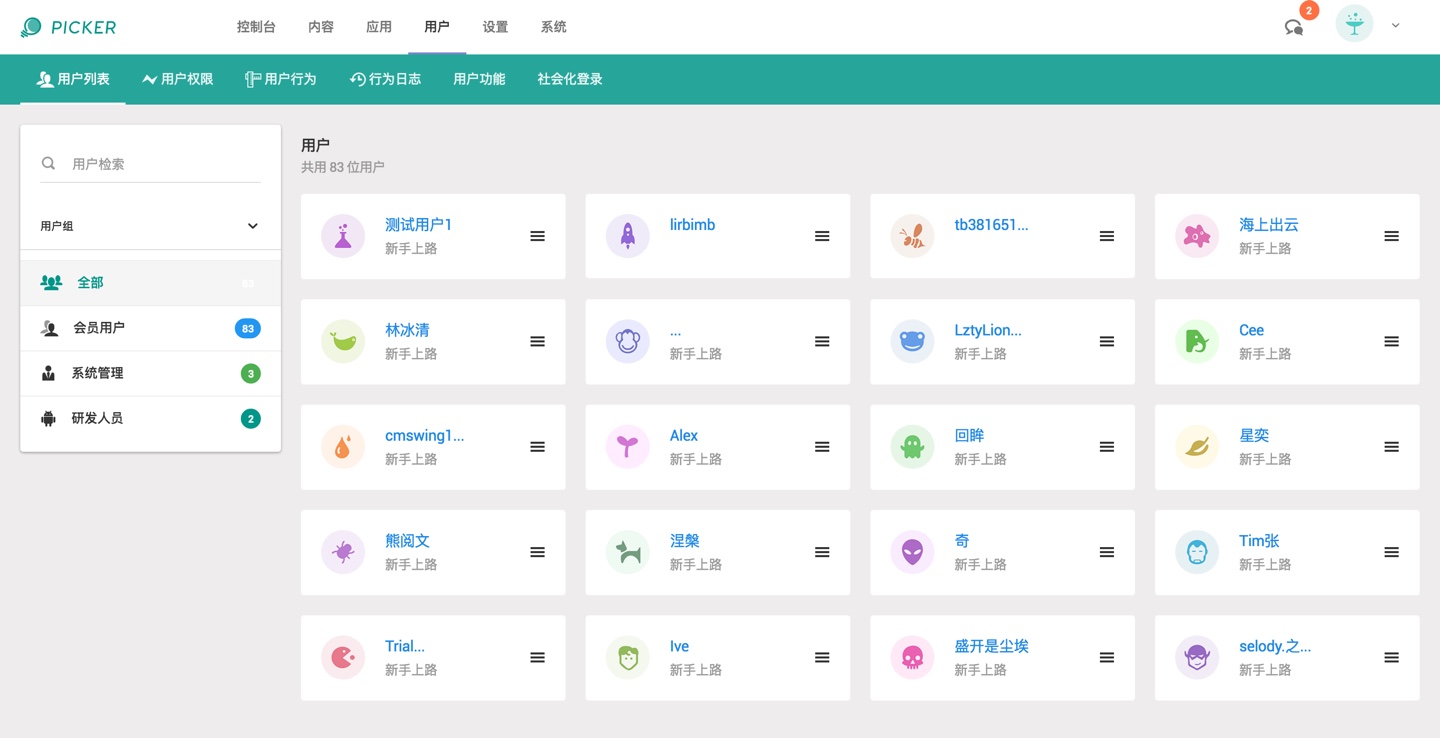 PICKER
控制台 内容 应用 用户 设置 系统
2
用户列表 用户权限 用户行为 行为日志 用户功能 社会化登录
用户检索
用户组
全部 83
会员用户 83
系统管理 3
研发人员 2
用户
共用 83 位用户
测试用户1
新手上路
lirbimb
tb381651...
海上出云
新手上路
林冰清
新手上路
...
新手上路
LztyLion...
新手上路
Cee
新手上路
cmswing1...
新手上路
Alex
新手上路
回眸
新手上路
星奕
新手上路
熊阅文
新手上路
涅槃
新手上路
奇
新手上路
Tim张
新手上路
Trial...
新手上路
Ive
新手上路
盛开是尘埃
新手上路
selody.之...
新手上路